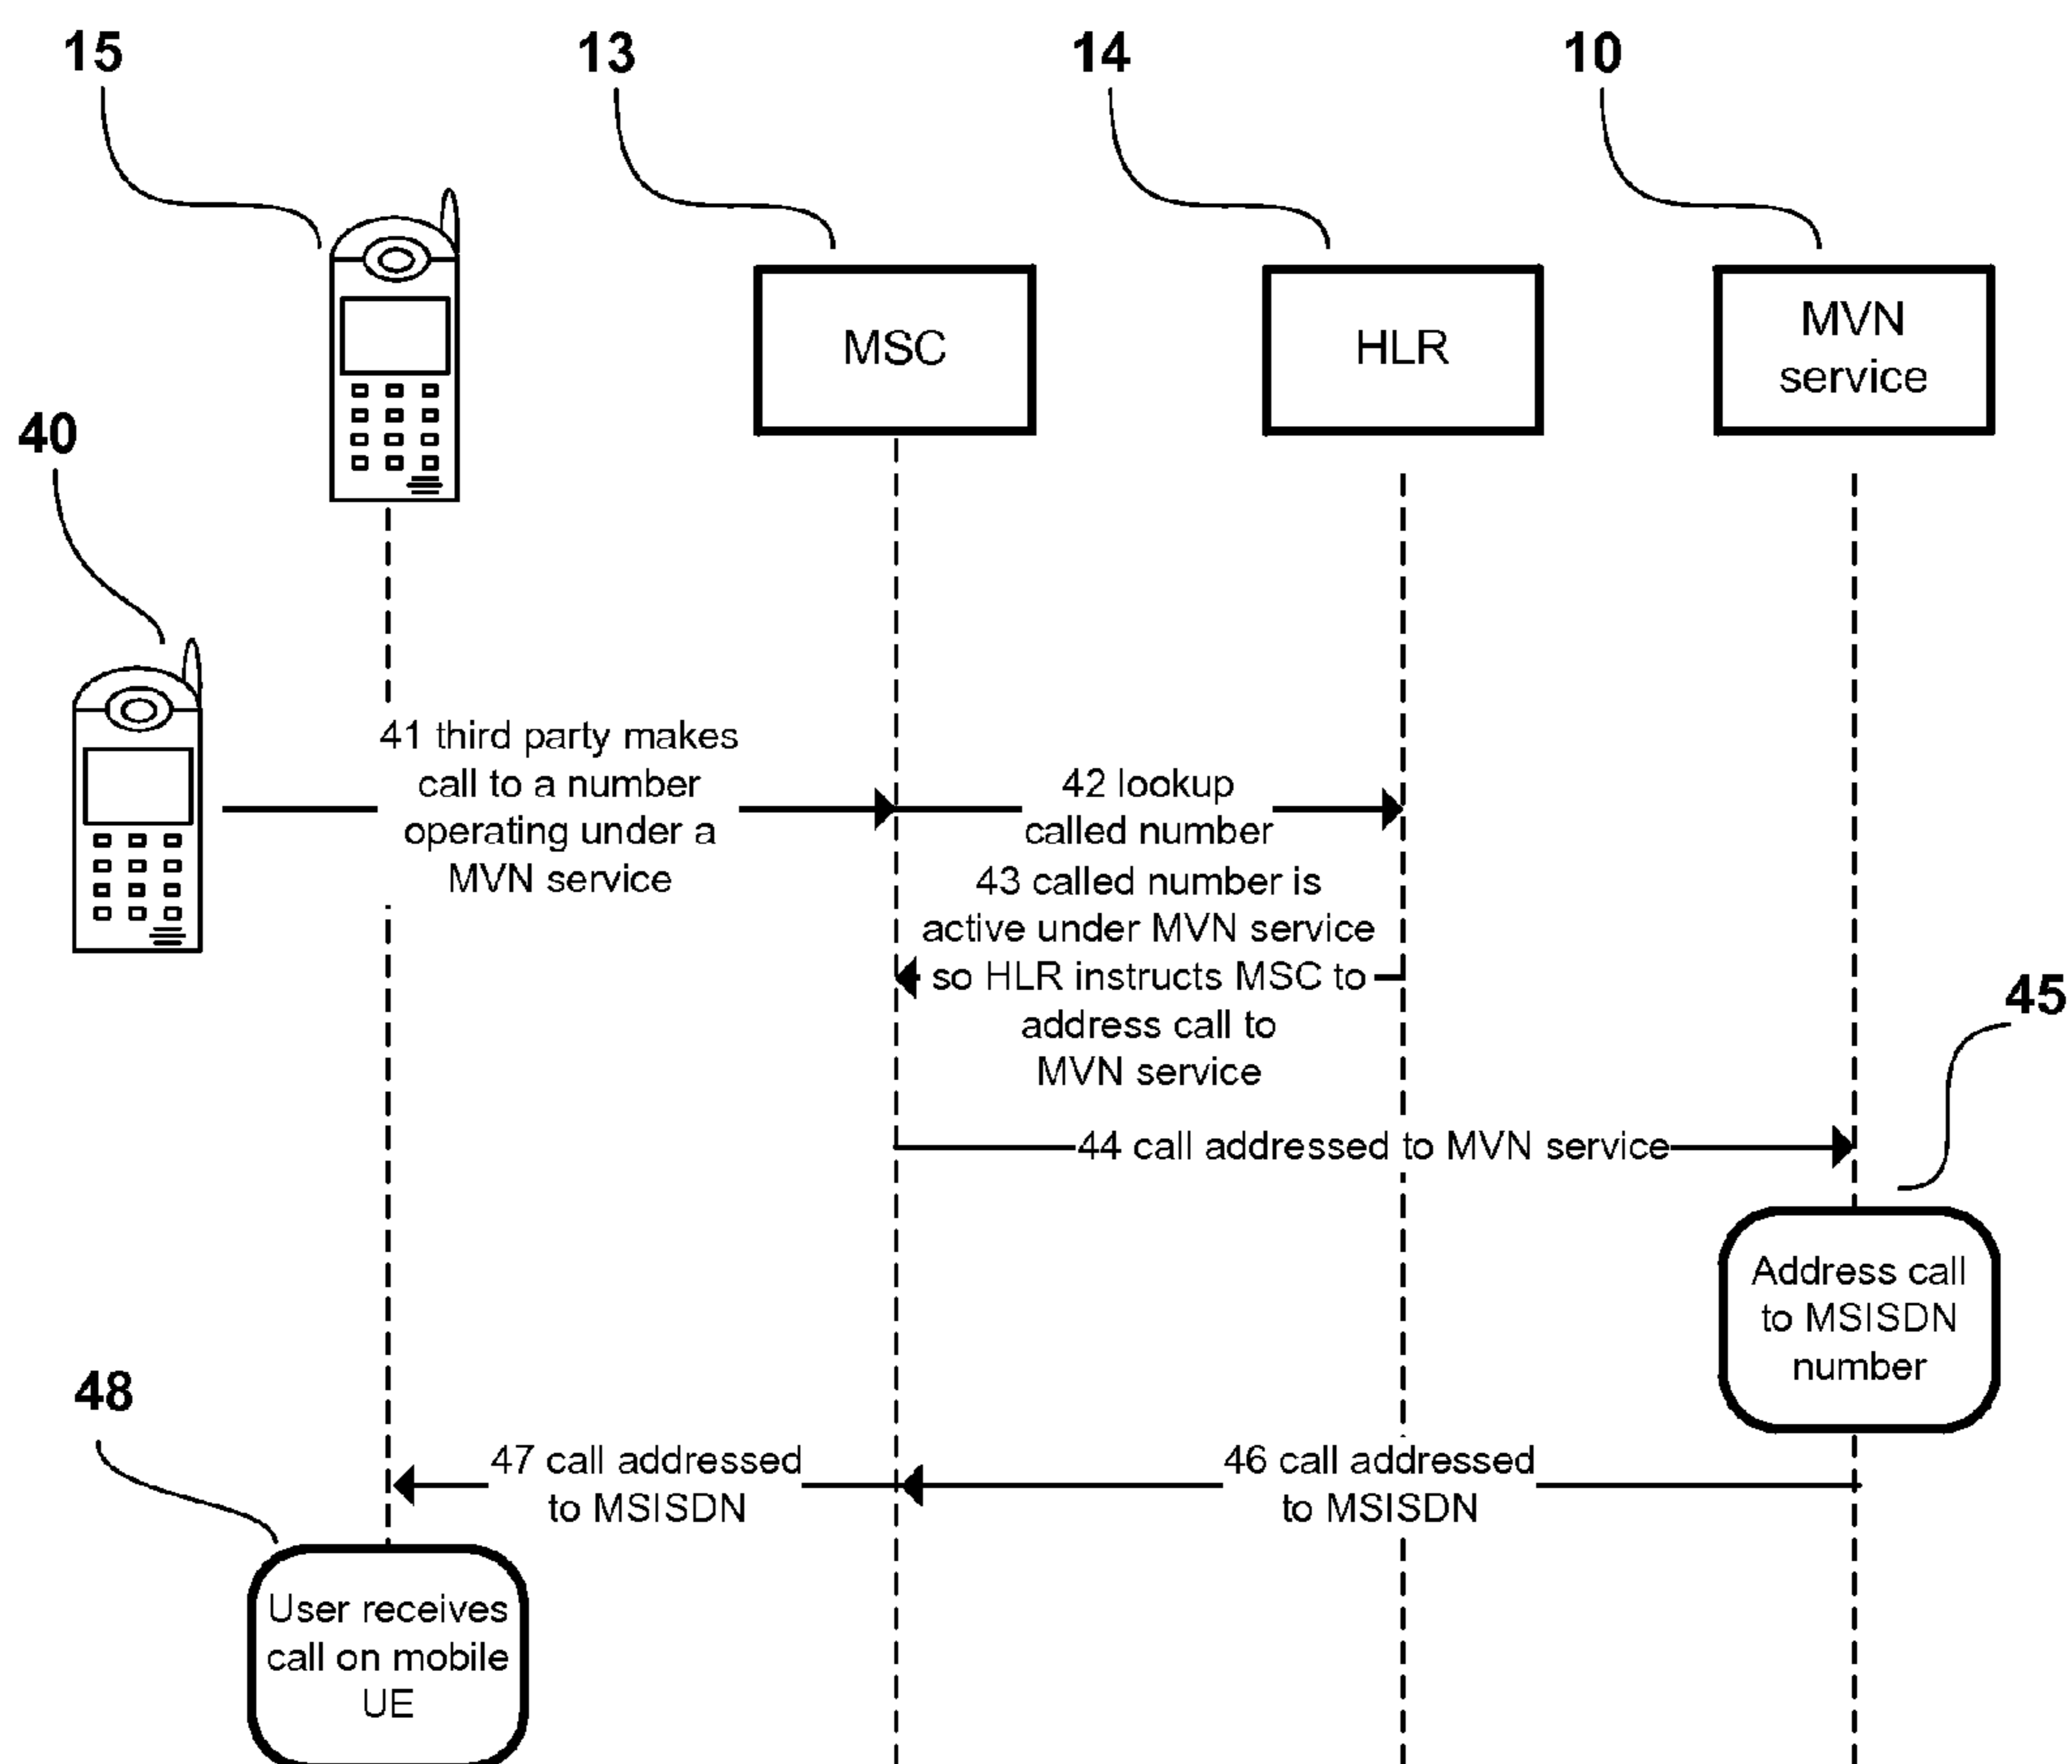 15
13
14
10
MSC
HLR
MVN
service
40
41 third party makes
call to a number
operating under a
MVN service
42 lookup
called number
43 called number is
active under MVN service
so HLR instructs MSC to
address call to
MVN service
45
44 call addressed to MVN service
Address call
to MSISDN
number
48
47 call addressed
to MSISDN
46 call addressed
to MSISDN
User receives
call on mobile
UE